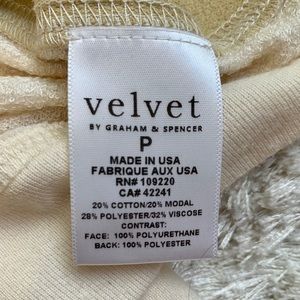 velvet
BY GRAHAM & SPENCER
P
MADE IN USA
FABRIQUE AUX USA
RN# 109220
CA# 42241
20% COTTON/20% MODAL
28% POLYESTER/32% VISCOSE
CONTRAST:
FACE: 100% POLYURETHANE
BACK: 100% POLYESTER